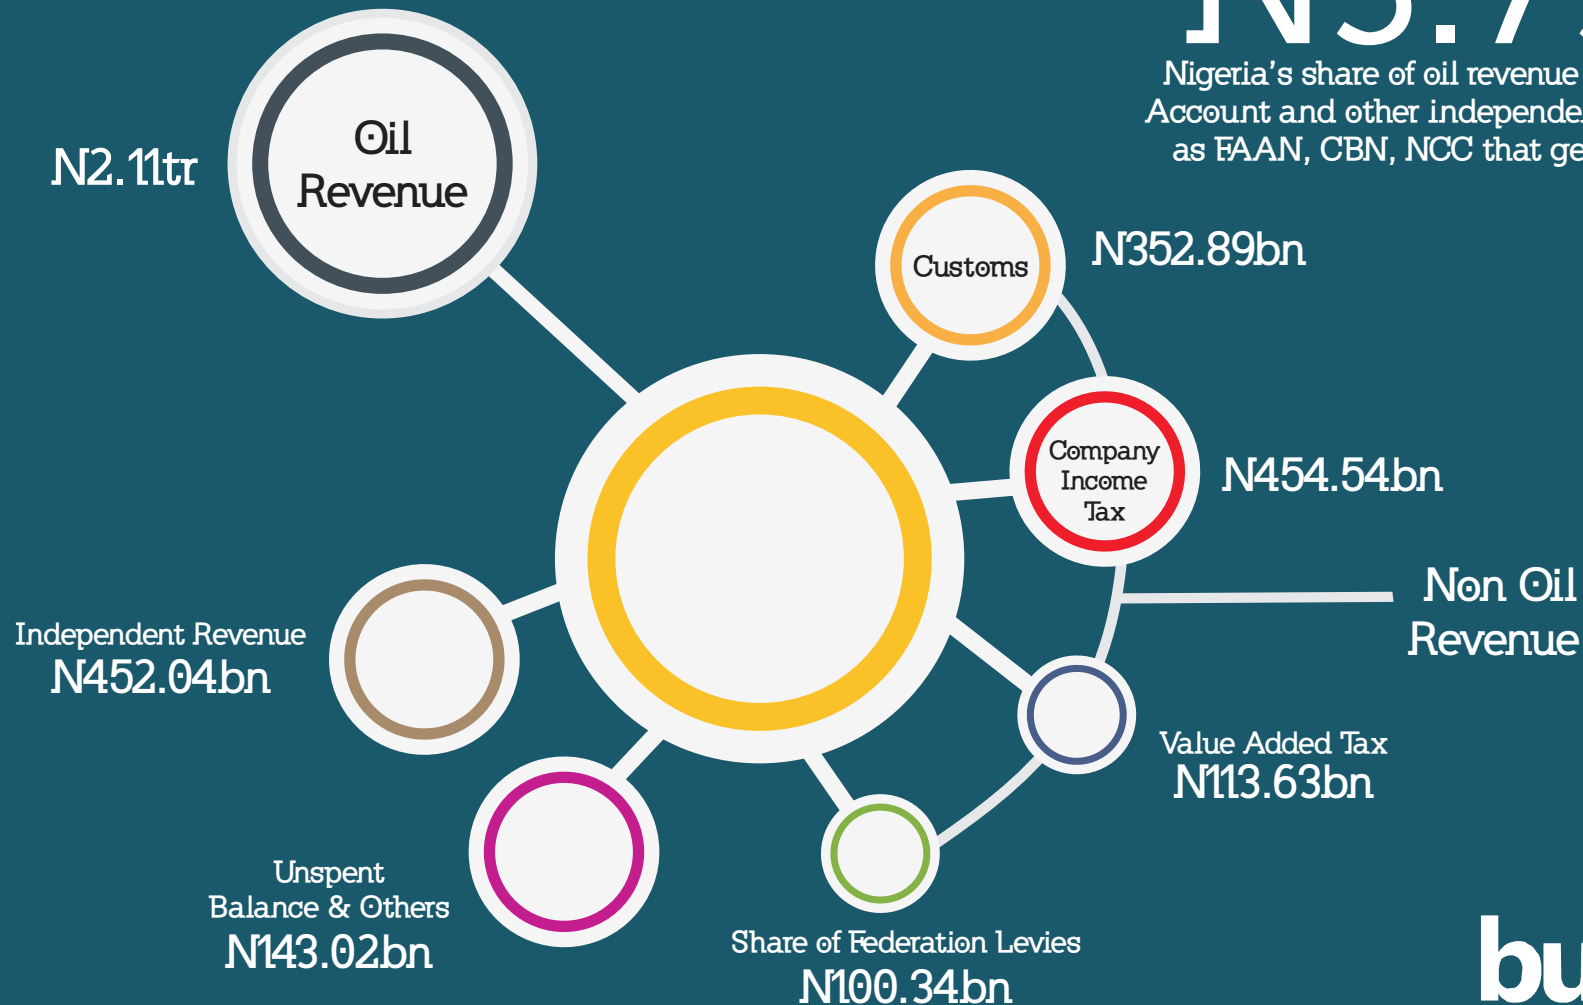 Nigeria's share of oil revenue
Account and other
as FAAN, CBN, NCC that
Oil
Revenue
N2.11tr
Customs
N352.89bn
Company
Income
Tax
N454.54bn
Non Oil
Revenue
Value Added Tax
N113.63bn
Share of Federation Levies
N100.34bn
Unspent
Balance & Others
N143.02bn
Independent Revenue
N452.04bn